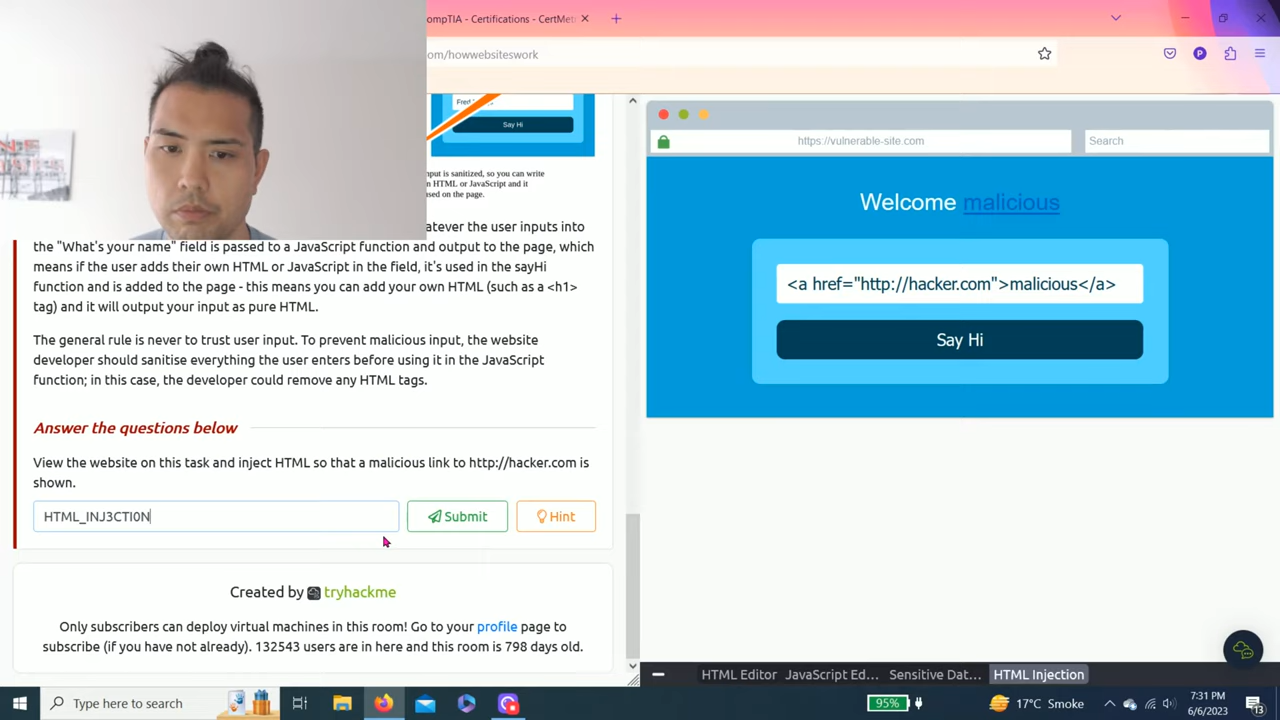 ompTIA - Certifications - CertMet
com/howwebsiteswork
Say Hi
nput is sanitized, so you can write
n HTML or JavaScript and it
used on the page.
atever the user inputs into
the "What's your name" field is passed to a JavaScript function and output to the page, which
means if the user adds their own HTML or JavaScript in the field, it's used in the sayHi
function and is added to the page - this means you can add your own HTML (such as a <h1>
tag) and it will output your input as pure HTML.
The general rule is never to trust user input. To prevent malicious input, the website
developer should sanitise everything the user enters before using it in the JavaScript
function; in this case, the developer could remove any HTML tags.
Answer the questions below
View the website on this task and inject HTML so that a malicious link to http://hacker.com is
shown.
HTML_INJ3CTI0N
Submit
Hint
Created by tryhackme
Only subscribers can deploy virtual machines in this room! Go to your profile page to
subscribe (if you have not already). 132543 users are in here and this room is 798 days old.
https://vulnerable-site.com
Search
Welcome malicious
<a href="http://hacker.com">malicious</a>
Say Hi
HTML Editor
JavaScript Ed...
Sensitive Dat...
HTML Injection
Type here to search
95%
17°C Smoke
7:31 PM
6/6/2023
13